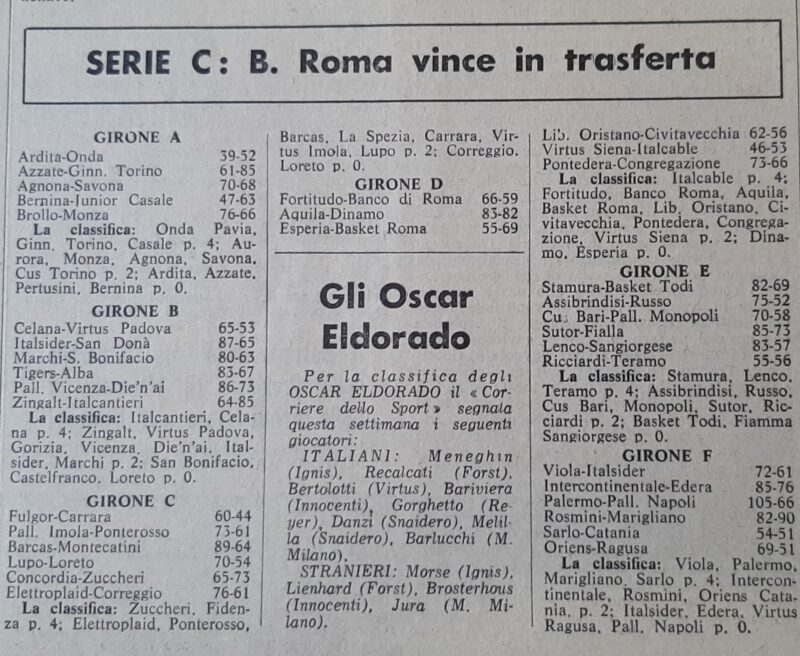 SERIE C: B. Roma vince in trasferta
GIRONE A
Ardita-Onda 39-52
Azzate-Ginn. Torino 61-85
Agnona-Savona 70-68
Bernina-Iunior Casale 47-63
Brollo-Monza 76-66
La classifica: Onda Pavia,
Ginn. Torino, Casale p. 4; Au-
rora, Monza, Agnona, Savona,
Cus Torino p. 2; Ardita, Azzate,
Pertusini, Bernina p. 0.
GIRONE B
Celana-Virtus Padova 65-53
Italsider-San Donà 87-65
Marchi-S. Bonifacio 80-63
Tigers-Alba 83-67
Pall. Vicenza-Die'n'ai 86-73
Zingalt-Italcantieri 64-85
La classifica: Italcantieri, Cela-
na p. 4; Zingalt, Virtus Padova,
Gorizia, Vicenza, Die'n'ai, Ital-
sider, Marchi p. 2; San Bonifacio,
Castelfranco, Loreto p. 0.
GIRONE C
Fulgor-Carrara 60-44
Pall. Imola-Ponterosso 73-61
Barcas-Montecatini 89-64
Lupo-Loreto 70-54
Concordia-Zuccheri 65-73
Elettroplaid-Correggio 76-61
La classifica: Zuccheri, Fiden-
za p. 4; Elettroplaid, Ponterosso,
Barcas, La Spezia, Carrara, Vir-
tus Imola, Lupo p. 2; Correggio.
Loreto p. 0.
GIRONE D
Fortitudo-Banco di Roma 66-59
Aquila-Dinamo 83-82
Esperia-Basket Roma 55-69
Gli Oscar
Eldorado
Per la classifica degli
OSCAR ELDORADO il «Cor-
riere dello Sport» segnala
questa settimana i seguenti
giocatori:
ITALIANI: Meneghin
(Ignis), Recalcati (Forst),
Bertolotti (Virtus), Bariviera
(Innocenti), Gorghetto (Re-
yer), Danzi (Snaidero), Melil-
la (Snaidero), Barlucchi (M.
Milano),
STRANIERI: Morse (Ignis),
Lienhard (Forst), Brosterhous
(Innocenti), Jura (M. Mi-
lano).
Lib. Oristano-Civitavecchia 62-56
Virtus Siena-Italcable 46-53
Pontedera-Congregazione 73-66
La classifica: Italcable p. 4;
Fortitudo, Banco Roma, Aquila,
Basket Roma, Lib. Oristano, Ci-
vitavecchia, Pontedera, Congrega-
zione, Virtus Siena p. 2; Dina-
mo, Esperia p. 0.
GIRONE E
Stamura-Basket Todi 82-69
Assibrindisi-Russo 75-52
Cus Bari-Pall. Monopoli 70-58
Sutor-Fialla 85-73
Lenco-Sangiorgese 83-57
Ricciardi-Teramo 55-56
La classifica: Stamura, Lenco,
Teramo p. 4; Assibrindisi, Russo,
Cus Bari, Monopoli, Sutor, Ric-
ciardi p. 2; Basket Todi, Fiamma
Sangiorgese p. 0.
GIRONE F
Viola-Italsider 72-61
Intercontinentale-Edera 85-76
Palermo-Pall. Napoli 105-66
Rosmini-Marigliano 82-90
Sarlo-Catania 54-51
Oriens-Ragusa 69-51
La classifica: Viola, Palermo,
Marigliano, Sarlo p. 4; Intercon-
tinentale, Rosmini, Oriens Cata-
nia, p. 2; Italsider, Edera, Virtus
Ragusa, Pall. Napoli p. 0.